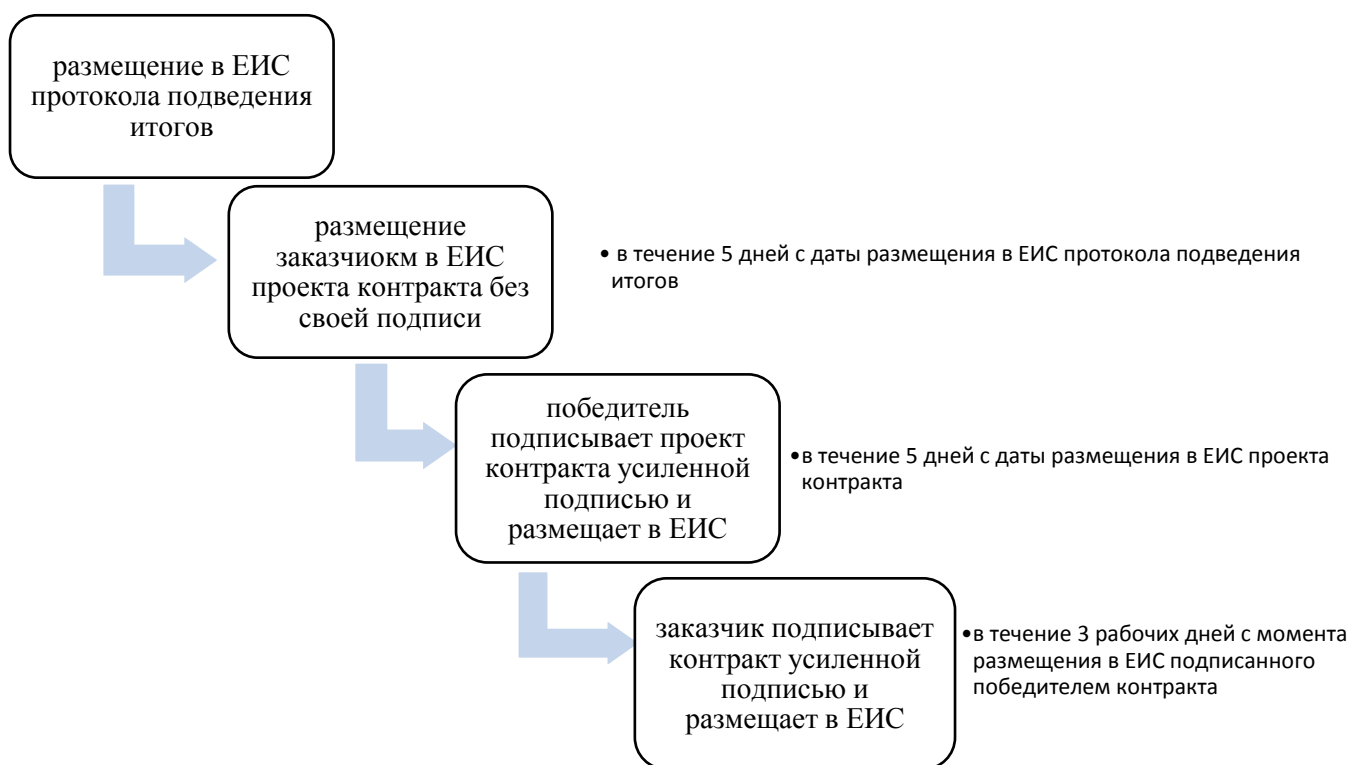 размещение в ЕИС
протокола подведения
итогов
размещение
заказчиокм в ЕИС
проекта контракта без
своей подписи
• в течение 5 дней с даты размещения в ЕИС протокола подведения
итогов
победитель
подписывает проект
контракта усиленной
подписью и
размещает в ЕИС
•в течение 5 дней с даты размещения в ЕИС проекта
контракта
заказчик подписывает
контракт усиленной
подписью и
размещает в ЕИС
•в течение 3 рабочих дней с момента
размещения в ЕИС подписанного
победителем контракта